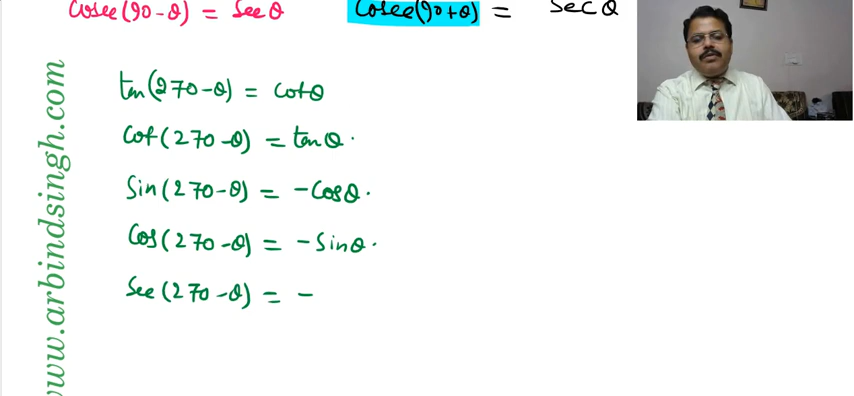 Cosec(90-θ) = Secθ
Cosec(90+θ) = Secθ
tan(270-θ) = Cotθ
Cot(270-θ) = tanθ.
Sin(270-θ) = -Cosθ.
Cos(270-θ) = -Sinθ.
Sec(270-θ) = -
www.arbindsingh.com